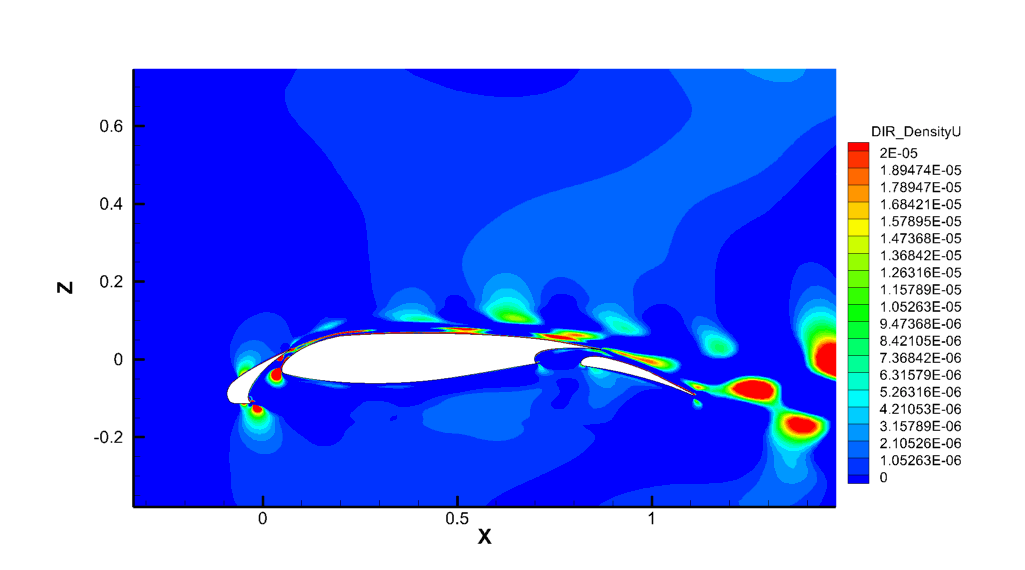 DIR_DensityU
2E-05
1.89474E-05
1.78947E-05
1.68421E-05
1.57895E-05
1.47368E-05
1.36842E-05
1.26316E-05
1.15789E-05
1.05263E-05
9.47368E-06
8.42105E-06
7.36842E-06
6.31579E-06
5.26316E-06
4.21053E-06
3.15789E-06
2.10526E-06
1.05263E-06
0
Z
0.6
0.4
0.2
0
-0.2
0 0.5 1
X